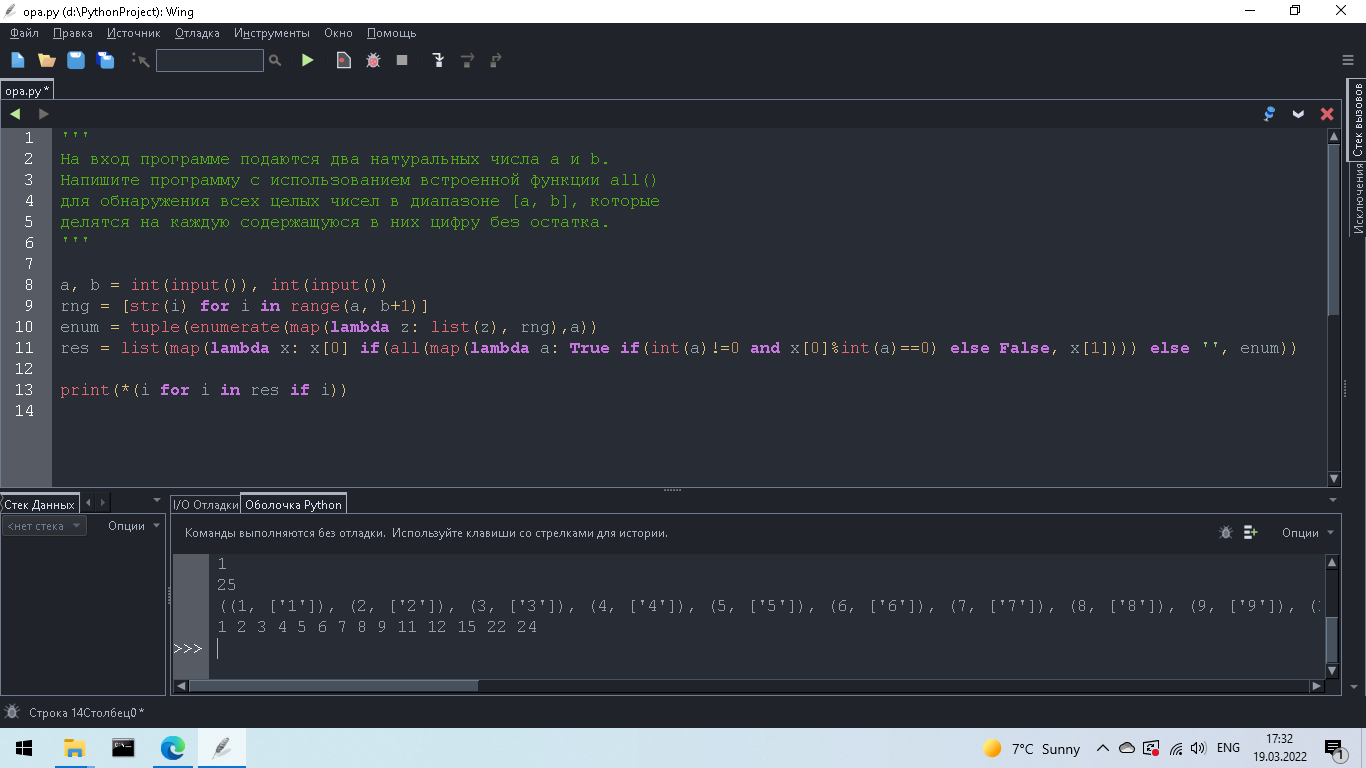 opa.py (d:\PythonProject): Wing
Файл Правка Источник Отладка Инструменты Окно Помощь
opa.py *
1 '''
2 На вход программе подаются два натуральных числа a и b.
3 Напишите программу с использованием встроенной функции all()
4 для обнаружения всех целых чисел в диапазоне [a, b], которые
5 делятся на каждую содержащуюся в них цифру без остатка.
6 '''
7
8 a, b = int(input()), int(input())
9 rng = [str(i) for i in range(a, b+1)]
10 enum = tuple(enumerate(map(lambda z: list(z), rng),a))
11 res = list(map(lambda x: x[0] if(all(map(lambda a: True if(int(a)!=0 and x[0]%int(a)==0) else False, x[1]))) else '', enum))
12
13 print(*(i for i in res if i))
14
Стек вызовов
Исключения
Стек Данных
<нет стека Опции
I/O Отладки Оболочка Python
Команды выполняются без отладки. Используйте клавиши со стрелками для истории.
Опции
1
25
((1, ['1']), (2, ['2']), (3, ['3']), (4, ['4']), (5, ['5']), (6, ['6']), (7, ['7']), (8, ['8']), (9, ['9']), (
1 2 3 4 5 6 7 8 9 11 12 15 22 24
>>>
Строка 14Столбец0*
7°C Sunny
ENG
17:32
19.03.2022
1